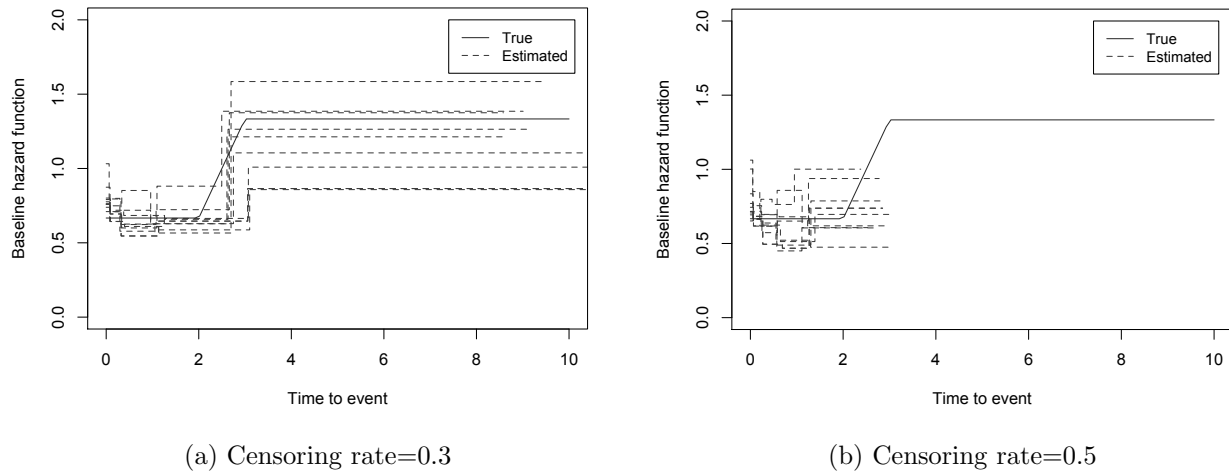 2.0
1.5
1.0
0.5
0.0
Baseline hazard function
True
Estimated
0 2 4 6 8 10
Time to event
(a) Censoring rate=0.3
2.0
1.5
1.0
0.5
0.0
Baseline hazard function
True
Estimated
0 2 4 6 8 10
Time to event
(b) Censoring rate=0.5